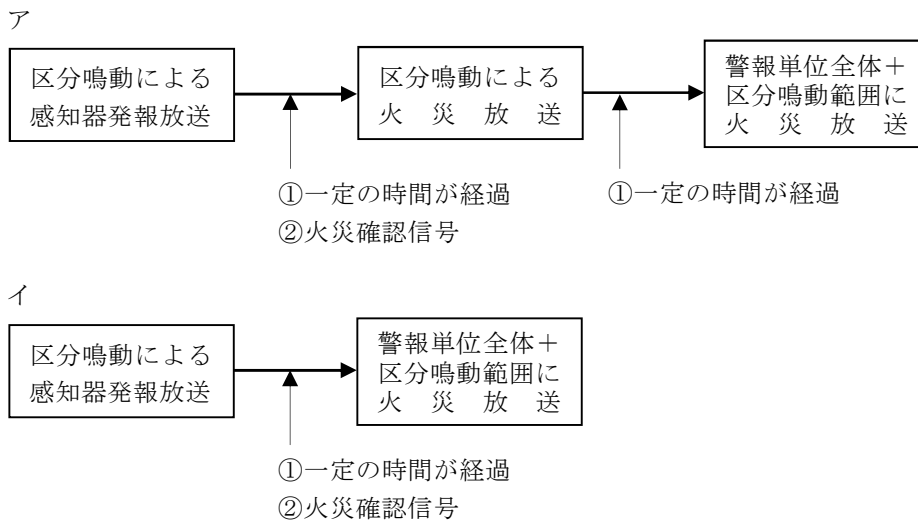 ア
区分鳴動による
感知器発報放送
区分鳴動による
火災放送
警報単位全体＋
区分鳴動範囲に
火災放送
①一定の時間が経過
②火災確認信号
①一定の時間が経過
イ
区分鳴動による
感知器発報放送
警報単位全体＋
区分鳴動範囲に
火災放送
①一定の時間が経過
②火災確認信号